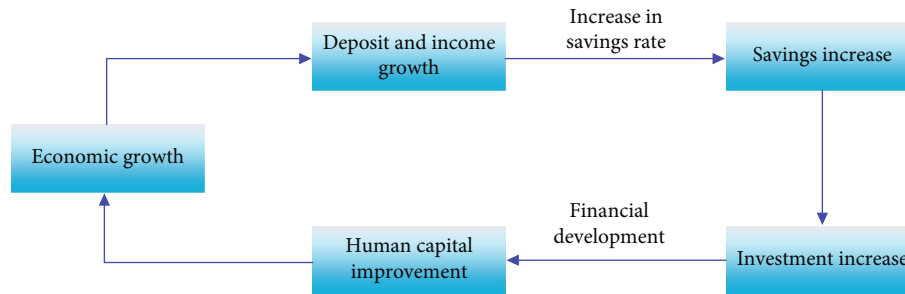 Deposit and income
growth
Increase in
savings rate
Savings increase
Economic growth
Human capital
improvement
Financial
development
Investment increase